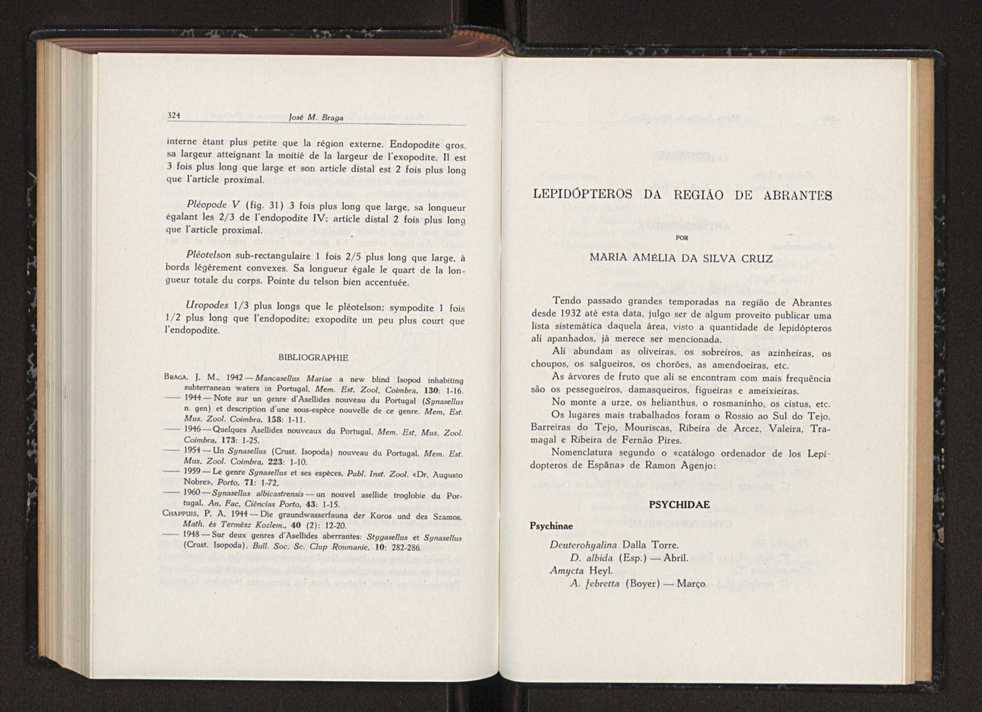 324
José M. Braga
interne étant plus petite que la région externe. Endopodite gros,
sa largeur atteignant la moitié de la largeur de l'exopodite. Il est
3 fois plus long que large et son article distal est 2 fois plus long
que l'article proximal.
Pléopode V (fig. 31) 3 fois plus long que large, sa longueur
égalant les 2/3 de l'endopodite IV; article distal 2 fois plus long
que l'article proximal.
Pléotelson sub-rectangulaire 1 fois 2/5 plus long que large, à
bords légèrement convexes. Sa longueur égale le quart de la lon-
gueur totale du corps. Pointe du telson bien accentuée.
Uropodes 1/3 plus longs que le pléotelson; sympodite 1 fois
1/2 plus long que l'endopodite; exopodite un peu plus court que
l'endopodite.
BIBLIOGRAPHIE
BRAGA, J. M., 1942 — Mancasellus Mariae a new blind Isopod inhabiting
subterranean waters in Portugal, Mem. Est. Zool, Coimbra, 130: 1-16.
—— 1944 — Note sur un genre d'Asellides nouveau du Portugal (Synasellus
n. gen) et description d'une sous-espèce nouvelle de ce genre. Mem, Est.
Mus. Zool. Coimbra, 158: 1-11.
—— 1946 — Quelques Asellides nouveaux du Portugal, Mem. Est, Mus. Zool.
Coimbra, 173: 1-25.
—— 1954 — Un Synasellus (Crust. Isopoda) nouveau du Portugal. Mem. Est.
Mus. Zool. Coimbra, 223: 1-10.
—— 1959 — Le genre Synasellus et ses espèces, Publ. Inst. Zool. «Dr. Augusto
Nobre», Porto, 71: 1-72,
—— 1960 — Synasellus albicastrensis — un nouvel asellide troglobie du Por-
tugal, An, Fac, Ciências Porto, 43: 1-15.
CHAPPUIS, P. A, 1944 — Die graundwasserfauna der Koros und des Szamos,
Math. és Termész Kozlem., 40 (2): 12-20.
—— 1948 — Sur deux genres d'Asellides aberrantes: Stygasellus et Synasellus
(Crust. Isopoda), Bull. Soc. Sc. Clup Roumanie, 10: 282-286.
LEPIDÓPTEROS DA REGIÃO DE ABRANTES
POR
MARIA AMÉLIA DA SILVA CRUZ
Tendo passado grandes temporadas na região de Abrantes
desde 1932 até esta data, julgo ser de algum proveito publicar uma
lista sistemática daquela área, visto a quantidade de lepidópteros
ali apanhados, já merece ser mencionada.
Ali abundam as oliveiras, os sobreiros, as azinheiras, os
choupos, os salgueiros, os chorões, as amendoeiras, etc.
As árvores de fruto que ali se encontram com mais frequência
são os pessegueiros, damasqueiros, figueiras e ameixieiras.
No monte a urze, os helianthus, o rosmaninho, os cistus, etc.
Os lugares mais trabalhados foram o Rossio ao Sul do Tejo,
Barreiras do Tejo, Mouriscas, Ribeira de Arcez, Valeira, Tra-
magal e Ribeira de Fernão Pires.
Nomenclatura segundo o «catálogo ordenador de los Lepi-
dopteros de España» de Ramon Agenjo:
PSYCHIDAE
Psychinae
Deuterohyalina Dalla Torre.
D. albida (Esp.) — Abril.
Amycta Heyl.
A. febretta (Boyer) — Março